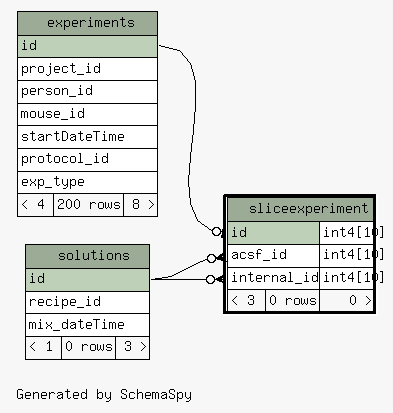 experiments
id
project_id
person_id
mouse_id
startDateTime
protocol_id
exp_type
< 4 200 rows 8 >
sliceexperiment
id int4[10]
acsf_id int4[10]
internal_id int4[10]
< 3 0 rows 0 >
solutions
id
recipe_id
mix_dateTime
< 1 0 rows 3 >
Generated by SchemaSpy